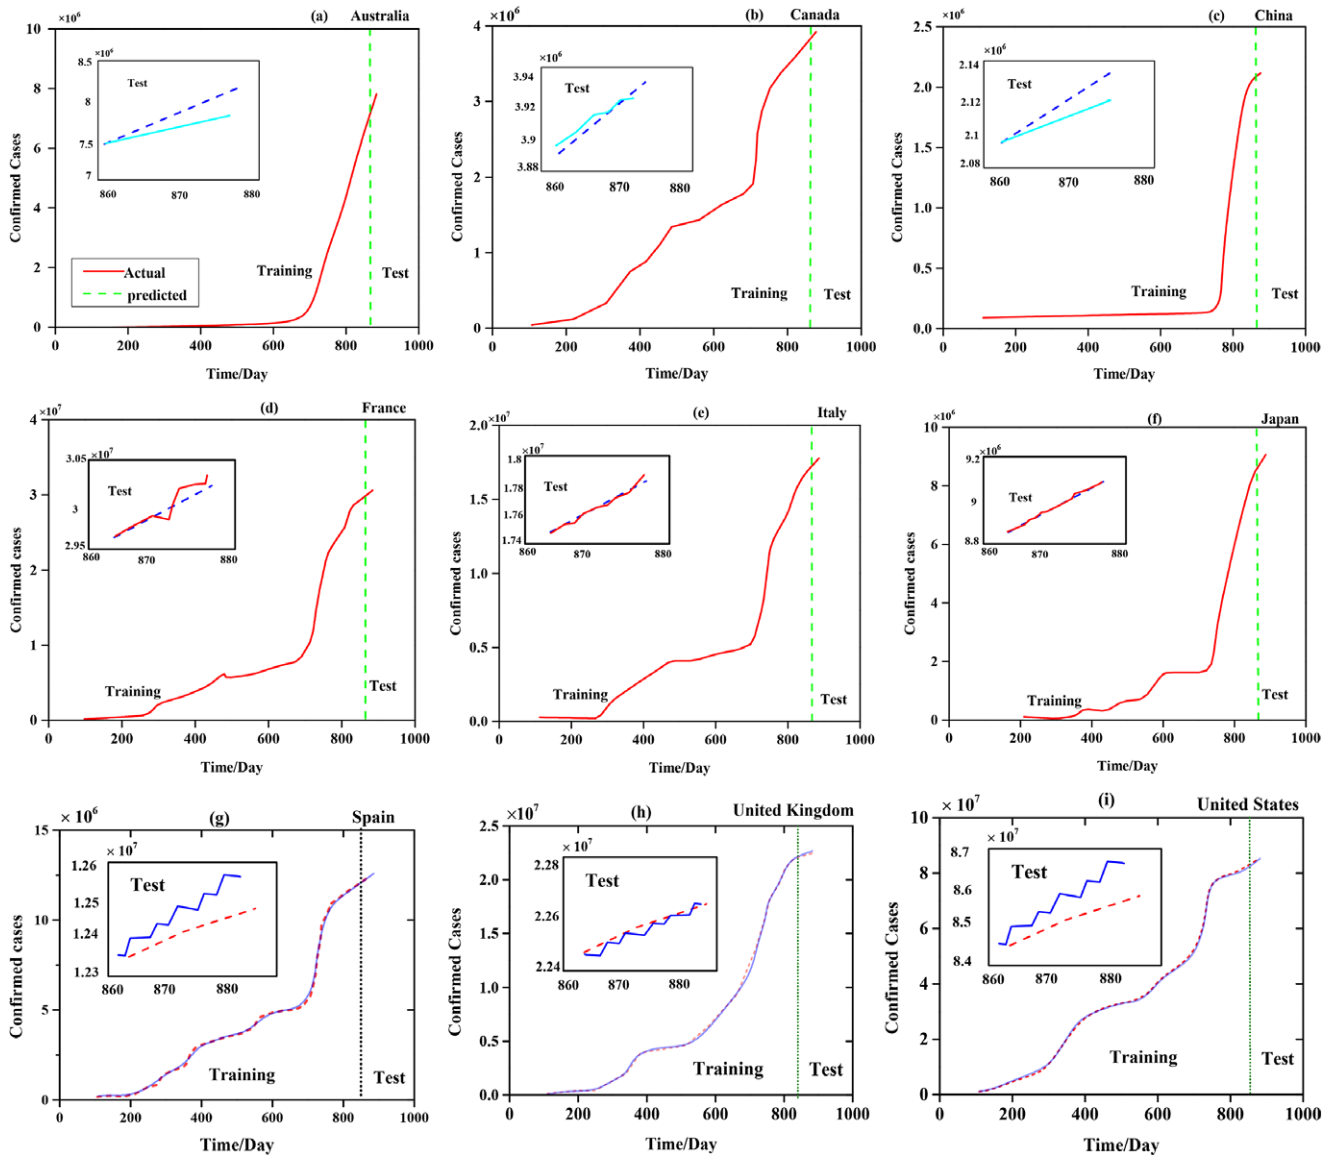 ×10⁶ (a) Australia
10
8
6
4
2
0
0 200 400 600 800 1000
Confirmed Cases
Time/Day
×10⁶
8.5
8
7.5
7
860 870 880
Test
Training Test
Actual
predicted
×10⁶ (b) Canada
4
3
2
1
0
0 200 400 600 800 1000
Confirmed Cases
Time/Day
×10⁶
3.94
3.92
3.9
3.88
860 870 880
Test
Training Test
×10⁶ (c) China
2.5
2.0
1.5
1.0
0.5
0.0
0 200 400 600 800 1000
Confirmed Cases
Time/Day
×10⁶
2.14
2.12
2.1
2.08
860 870 880
Test
Training Test
×10⁷ (d) France
4
3
2
1
0
0 200 400 600 800 1000
Confirmed cases
Time/Day
×10⁷
3.05
3
2.95
860 870 880
Test
Training Test
×10⁷ (e) Italy
2.0
1.5
1.0
0.5
0.0
0 200 400 600 800 1000
Confirmed cases
Time/Day
×10⁷
1.8
1.78
1.76
1.74
860 870 880
Test
Training Test
×10⁶ (f) Japan
10
8
6
4
2
0
0 200 400 600 800 1000
Confirmed cases
Time/Day
×10⁶
9.2
9
8.8
860 870 880
Test
Training Test
× 10⁶ (g) Spain
15
10
5
0
0 200 400 600 800 1000
Confirmed cases
Time/Day
× 10⁷
1.26
1.25
1.24
1.23
860 870 880
Test
Training Test
× 10⁷ (h) United Kingdom
2.5
2.0
1.5
1.0
0.5
0.0
0 200 400 600 800 1000
Confirmed Cases
Time/Day
× 10⁷
2.28
2.26
2.24
860 870 880
Test
Training Test
× 10⁷ (i) United States
10
8
6
4
2
0
0 200 400 600 800 1000
Confirmed Cases
Time/Day
× 10⁷
8.7
8.6
8.5
8.4
860 870 880
Test
Training Test